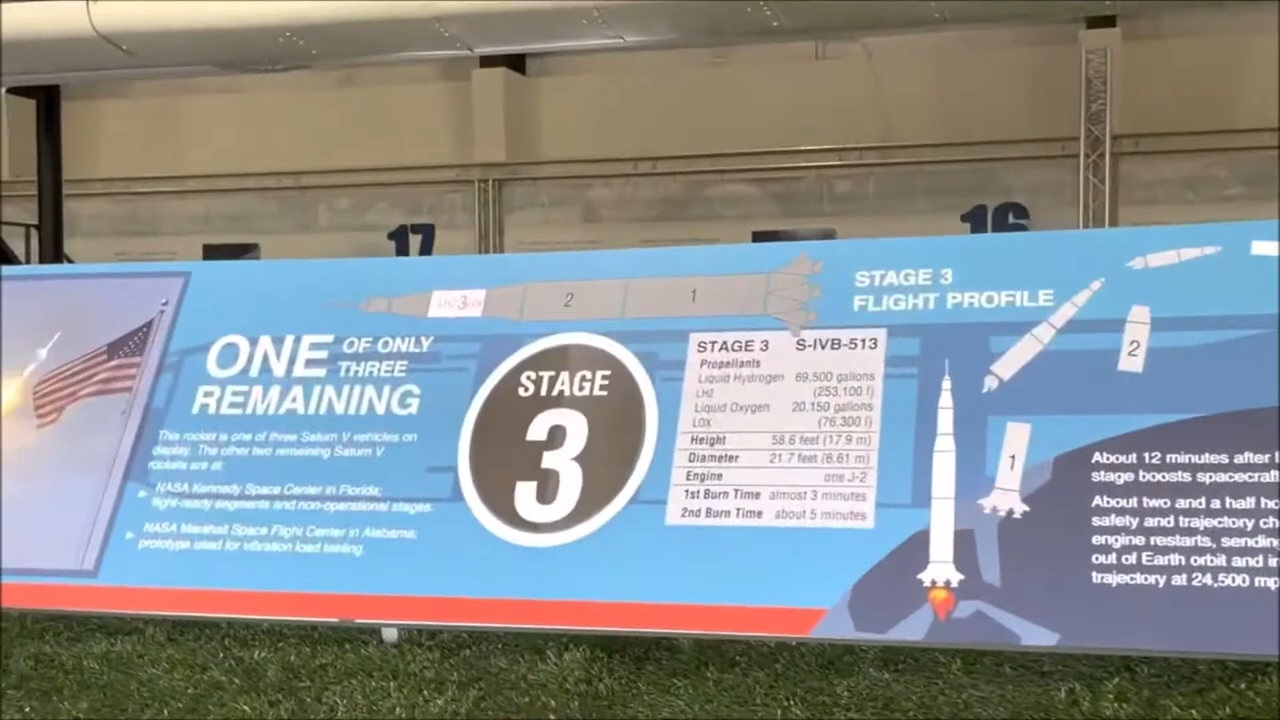 17
16
2
1
ONE OF ONLY
THREE
REMAINING
This rocket is one of three Saturn V vehicles on
display. The other two remaining Saturn V
rockets are at:
NASA Kennedy Space Center in Florida;
flight-ready segments and non-operational stages.
NASA Marshall Space Flight Center in Alabama;
prototype used for vibration load testing.
3
STAGE
3
STAGE 3 S-IVB-513
Propellants
Liquid Hydrogen 69,500 gallons
LH2 (253,100 l)
Liquid Oxygen 20,150 gallons
LOX (76,300 l)
Height 58.6 feet (17.9 m)
Diameter 21.7 feet (6.61 m)
Engine one J-2
1st Burn Time almost 3 minutes
2nd Burn Time about 5 minutes
STAGE 3
FLIGHT PROFILE
2
1
About 12 minutes after
stage boosts spacecraft
About two and a half
safety and trajectory
engine restarts, sending
out of Earth orbit and
trajectory at 24,500